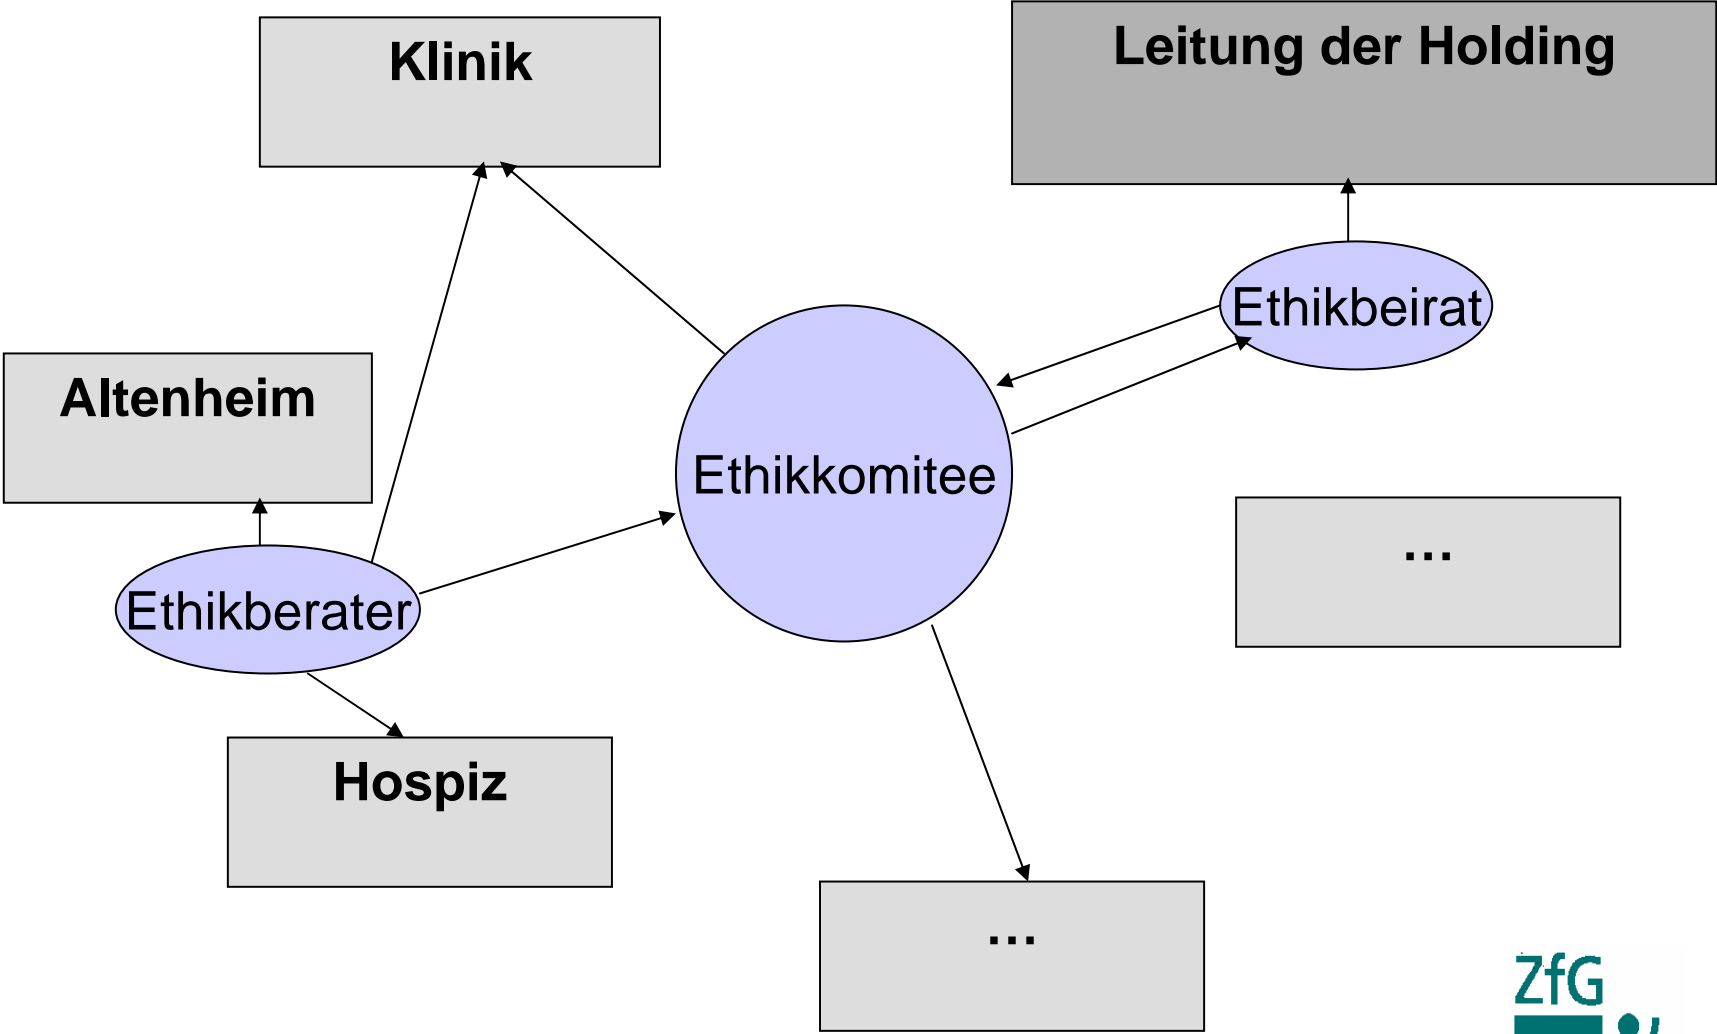 Klinik
Leitung der Holding
Ethikbeirat
Altenheim
Ethikkomitee
...
Ethikberater
Hospiz
...
ZfG